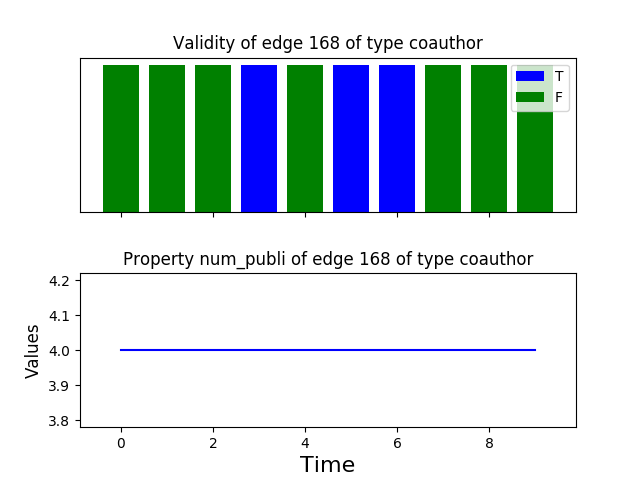 Validity of edge 168 of type coauthor
T
F
Property num_publi of edge 168 of type coauthor
4.2
4.1
4.0
3.9
3.8
Values
0 2 4 6 8
Time